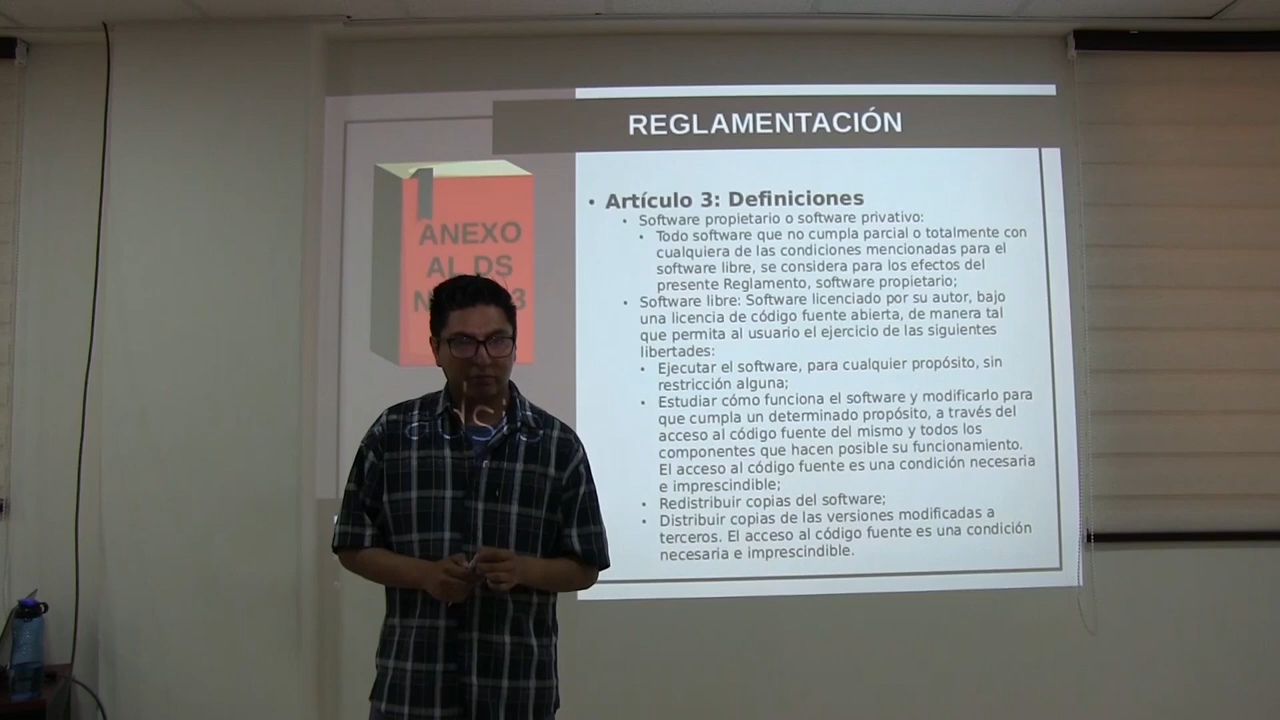 REGLAMENTACIÓN
1
ANEXO
AL DS
• Artículo 3: Definiciones
• Software propietario o software privativo:
• Todo software que no cumpla parcial o totalmente con
cualquiera de las condiciones mencionadas para el
software libre, se considera para los efectos del
presente Reglamento, software propietario;
• Software libre: Software licenciado por su autor, bajo
una licencia de código fuente abierta, de manera tal
que permita al usuario el ejercicio de las siguientes
libertades:
• Ejecutar el software, para cualquier propósito, sin
restricción alguna;
• Estudiar cómo funciona el software y modificarlo para
que cumpla un determinado propósito, a través del
acceso al código fuente del mismo y todos los
componentes que hacen posible su funcionamiento.
El acceso al código fuente es una condición necesaria
e imprescindible;
• Redistribuir copias del software;
• Distribuir copias de las versiones modificadas a
terceros. El acceso al código fuente es una condición
necesaria e imprescindible.